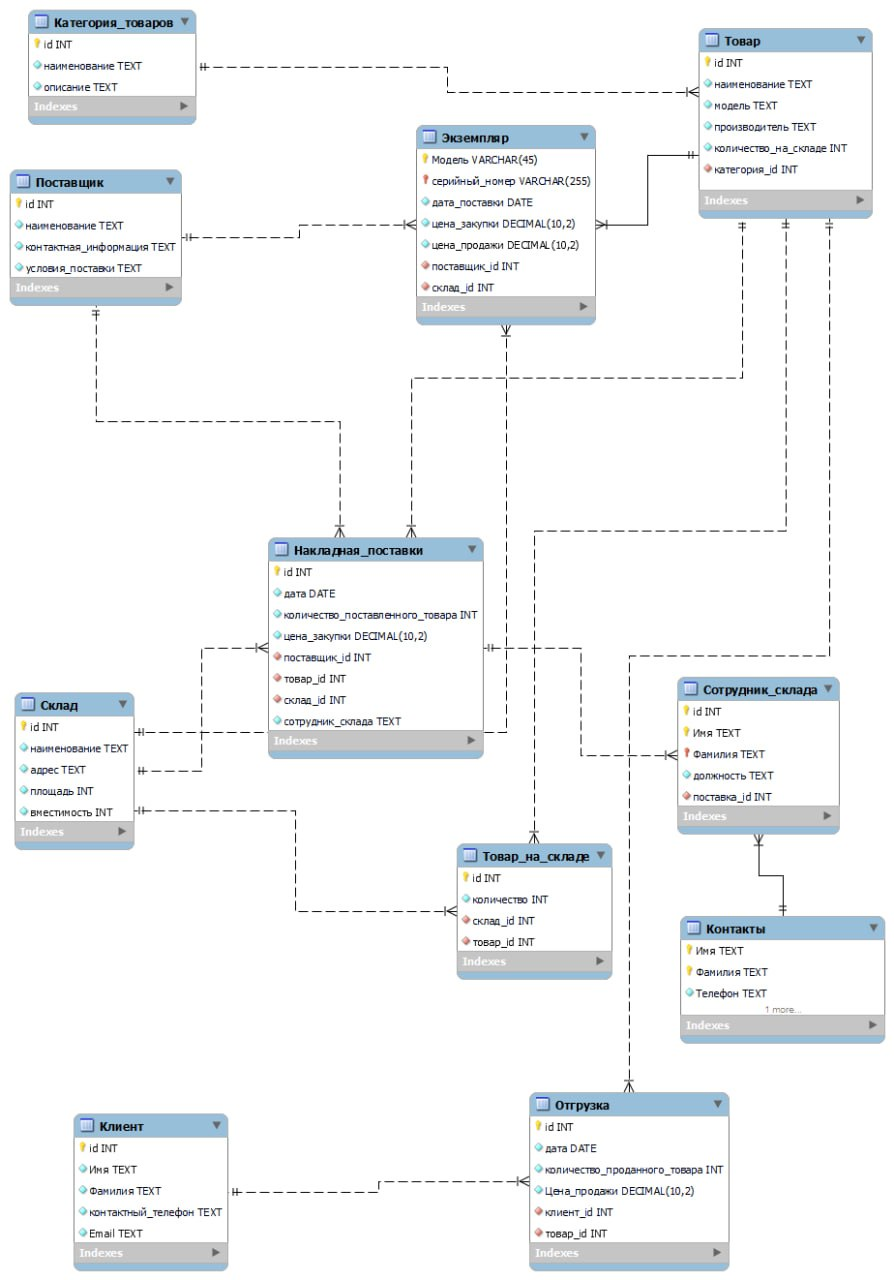 Категория_товаров
id INT
наименование TEXT
описание TEXT
Indexes
Товар
id INT
наименование TEXT
модель TEXT
производитель TEXT
количество_на_складе INT
категория_id INT
Indexes
Экземпляр
Модель VARCHAR(45)
серийный_номер VARCHAR(255)
дата_поставки DATE
цена_закупки DECIMAL(10,2)
цена_продажи DECIMAL(10,2)
поставщик_id INT
склад_id INT
Indexes
Поставщик
id INT
наименование TEXT
контактная_информация TEXT
условия_поставки TEXT
Indexes
Накладная_поставки
id INT
дата DATE
количество_поставленного_товара INT
цена_закупки DECIMAL(10,2)
поставщик_id INT
товар_id INT
склад_id INT
сотрудник_склада TEXT
Indexes
Склад
id INT
наименование TEXT
адрес TEXT
площадь INT
вместимость INT
Indexes
Сотрудник_склада
id INT
Имя TEXT
Фамилия TEXT
должность TEXT
поставка_id INT
Indexes
Товар_на_складе
id INT
количество INT
склад_id INT
товар_id INT
Indexes
Контакты
Имя TEXT
Фамилия TEXT
Телефон TEXT
1 more...
Indexes
Клиент
id INT
Имя TEXT
Фамилия TEXT
контактный_телефон TEXT
Email TEXT
Indexes
Отгрузка
id INT
дата DATE
количество_проданного_товара INT
Цена_продажи DECIMAL(10,2)
клиент_id INT
товар_id INT
Indexes